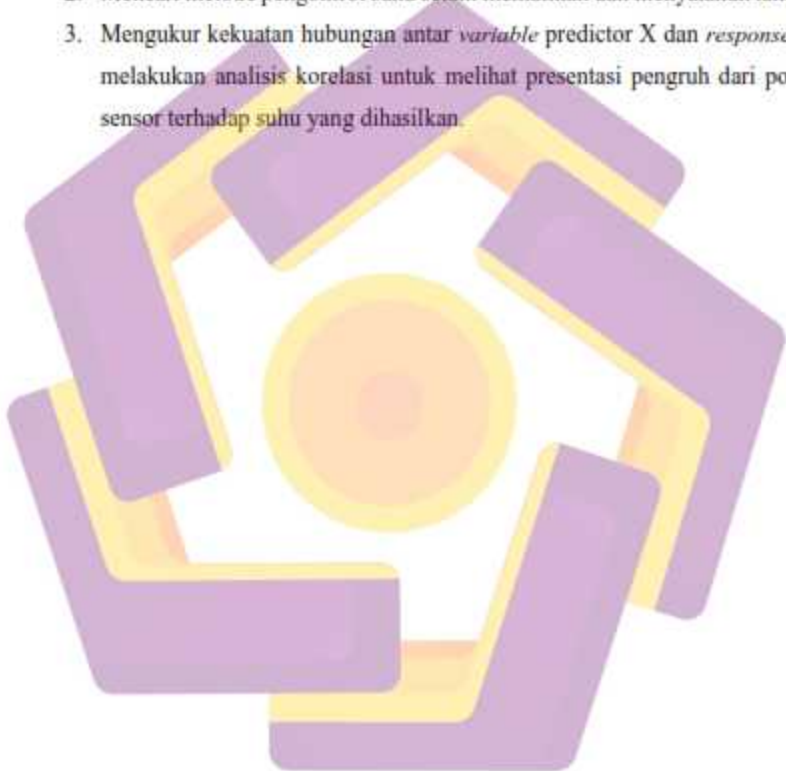 3. Mengukur kekuatan hubungan antar variable predictor X dan response
melakukan analisis korelasi untuk melihat presentasi pengruh dari po
sensor terhadap suhu yang dihasilkan.